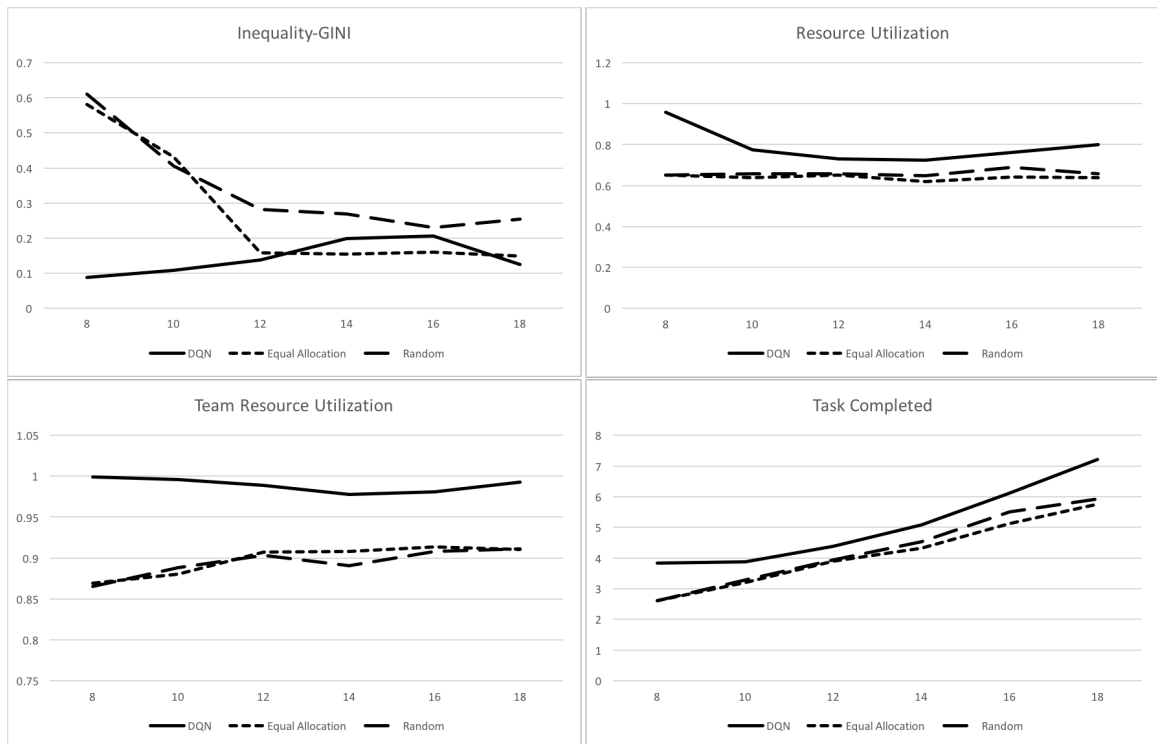 Inequality-GINI
0.7
0.6
0.5
0.4
0.3
0.2
0.1
0
8 10 12 14 16 18
DQN Equal Allocation Random
Resource Utilization
1.2
1
0.8
0.6
0.4
0.2
0
8 10 12 14 16 18
DQN Equal Allocation Random
Team Resource Utilization
1.05
1
0.95
0.9
0.85
0.8
0.75
8 10 12 14 16 18
DQN Equal Allocation Random
Task Completed
8
7
6
5
4
3
2
1
0
8 10 12 14 16 18
DQN Equal Allocation Random